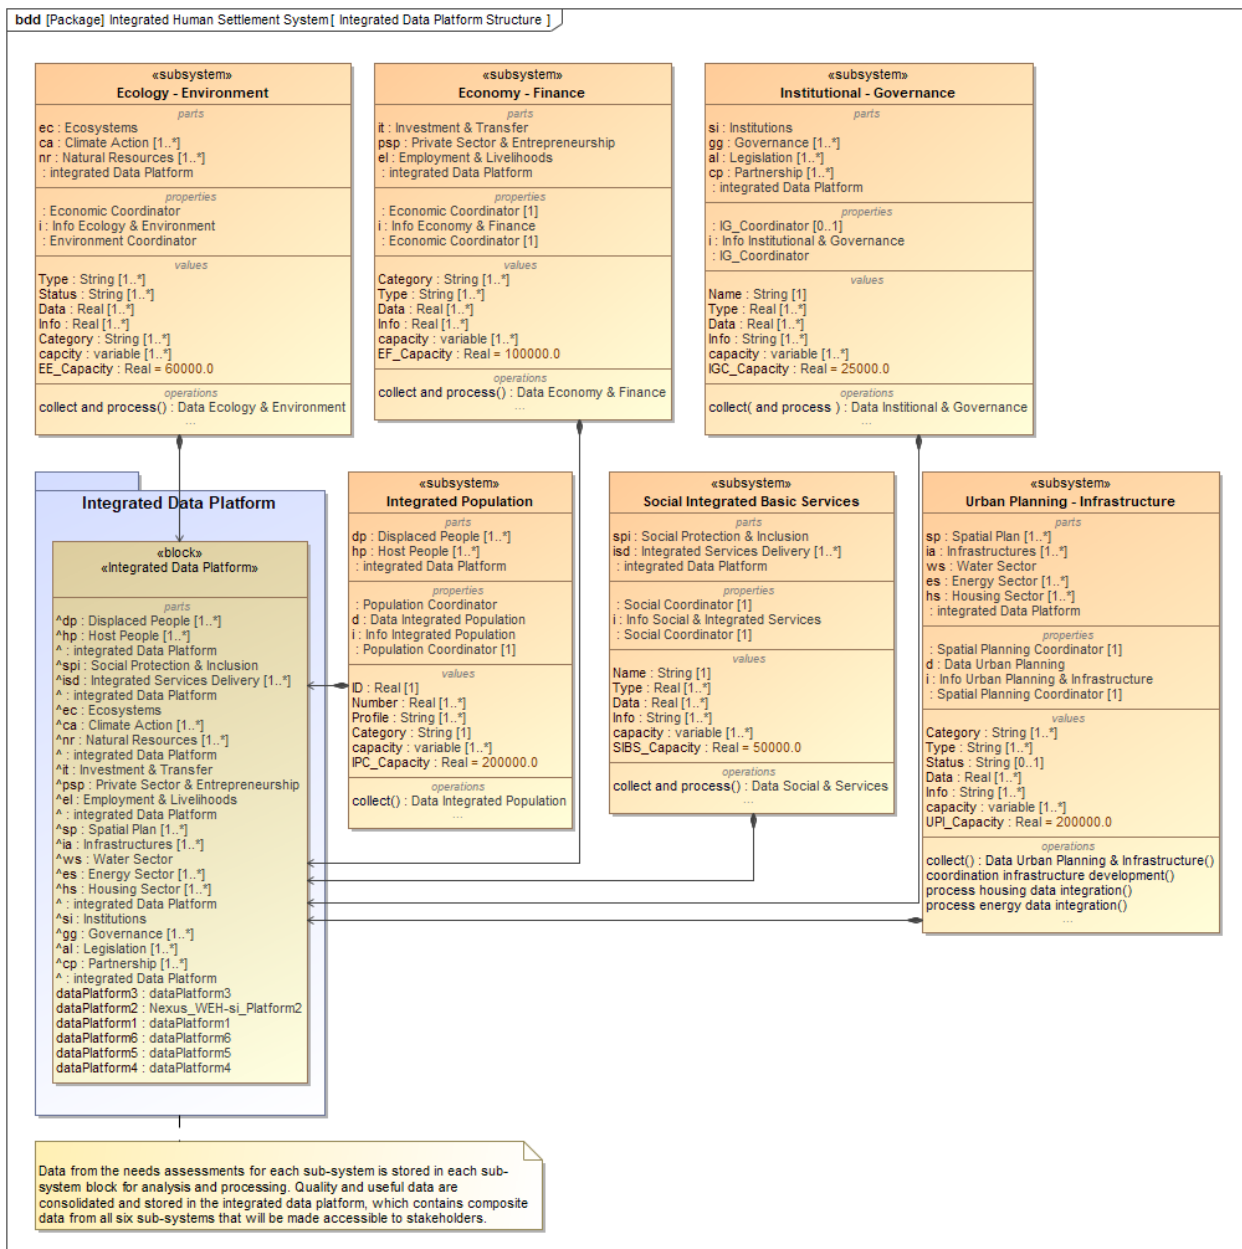 bdd [Package] Integrated Human Settlement System[ Integrated Data Platform Structure ]
«subsystem»
Ecology - Environment
parts
ec : Ecosystems
ca : Climate Action [1..*]
nr : Natural Resources [1..*]
: integrated Data Platform
properties
: Economic Coordinator
i : Info Ecology & Environment
: Environment Coordinator
values
Type : String [1..*]
Status : String [1..*]
Data : Real [1..*]
Info : Real [1..*]
Category : String [1..*]
capcity : variable [1..*]
EE_Capacity : Real = 60000.0
operations
collect and process() : Data Ecology & Environment
...
«subsystem»
Economy - Finance
parts
it : Investment & Transfer
psp : Private Sector & Entrepreneurship
el : Employment & Livelihoods
: integrated Data Platform
properties
: Economic Coordinator [1]
i : Info Economy & Finance
: Economic Coordinator [1]
values
Category : String [1..*]
Type : String [1..*]
Data : Real [1..*]
Info : Real [1..*]
capacity : variable [1..*]
EF_Capacity : Real = 100000.0
operations
collect and process() : Data Economy & Finance
...
«subsystem»
Institutional - Governance
parts
si : Institutions
gg : Governance [1..*]
al : Legislation [1..*]
cp : Partnership [1..*]
: integrated Data Platform
properties
: IG_Coordinator [0..1]
i : Info Institutional & Governance
: IG_Coordinator
values
Name : String [1]
Type : Real [1..*]
Data : Real [1..*]
Info : String [1..*]
capacity : variable [1..*]
IGC_Capacity : Real = 25000.0
operations
collect( and process ) : Data Institional & Governance
...
Integrated Data Platform
«block»
«Integrated Data Platform»
parts
^dp : Displaced People [1..*]
^hp : Host People [1..*]
^ : integrated Data Platform
^spi : Social Protection & Inclusion
^isd : Integrated Services Delivery [1..*]
^ : integrated Data Platform
^ec : Ecosystems
^ca : Climate Action [1..*]
^nr : Natural Resources [1..*]
^ : integrated Data Platform
^it : Investment & Transfer
^psp : Private Sector & Entrepreneurship
^el : Employment & Livelihoods
^ : integrated Data Platform
^sp : Spatial Plan [1..*]
^ia : Infrastructures [1..*]
^ws : Water Sector
^es : Energy Sector [1..*]
^hs : Housing Sector [1..*]
^ : integrated Data Platform
^si : Institutions
^gg : Governance [1..*]
^al : Legislation [1..*]
^cp : Partnership [1..*]
^ : integrated Data Platform
dataPlatform3 : dataPlatform3
dataPlatform2 : Nexus_WEH-si_Platform2
dataPlatform1 : dataPlatform1
dataPlatform6 : dataPlatform6
dataPlatform5 : dataPlatform5
dataPlatform4 : dataPlatform4
«subsystem»
Integrated Population
parts
dp : Displaced People [1..*]
hp : Host People [1..*]
: integrated Data Platform
properties
: Population Coordinator
d : Data Integrated Population
i : Info Integrated Population
: Population Coordinator [1]
values
ID : Real [1]
Number : Real [1..*]
Profile : String [1..*]
Category : String [1]
capacity : variable [1..*]
IPC_Capacity : Real = 200000.0
operations
collect() : Data Integrated Population
...
«subsystem»
Social Integrated Basic Services
parts
spi : Social Protection & Inclusion
isd : Integrated Services Delivery [1..*]
: integrated Data Platform
properties
: Social Coordinator [1]
i : Info Social & Integrated Services
: Social Coordinator [1]
values
Name : String [1]
Type : Real [1..*]
Data : Real [1..*]
Info : String [1..*]
capacity : variable [1..*]
SIBS_Capacity : Real = 50000.0
operations
collect and process() : Data Social & Services
...
«subsystem»
Urban Planning - Infrastructure
parts
sp : Spatial Plan [1..*]
ia : Infrastructures [1..*]
ws : Water Sector
es : Energy Sector [1..*]
hs : Housing Sector [1..*]
: integrated Data Platform
properties
: Spatial Planning Coordinator [1]
d : Data Urban Planning
i : Info Urban Planning & Infrastructure
: Spatial Planning Coordinator [1]
values
Category : String [1..*]
Type : String [1..*]
Status : String [0..1]
Data : Real [1..*]
Info : String [1..*]
capacity : variable [1..*]
UPI_Capacity : Real = 200000.0
operations
collect() : Data Urban Planning & Infrastructure()
coordination infrastructure development()
process housing data integration()
process energy data integration()
...
Data from the needs assessments for each sub-system is stored in each sub-
system block for analysis and processing. Quality and useful data are
consolidated and stored in the integrated data platform, which contains composite
data from all six sub-systems that will be made accessible to stakeholders.